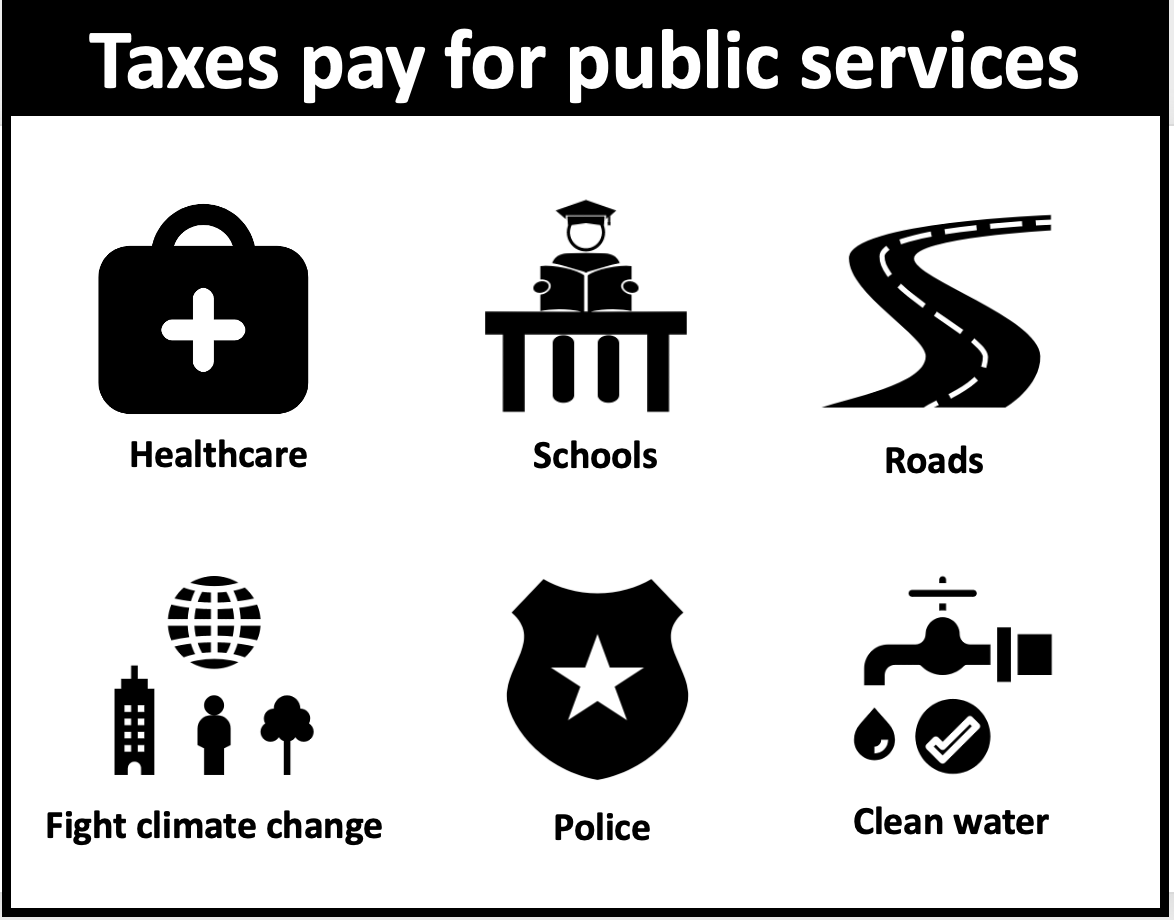 Taxes pay for public services
Healthcare
Schools
Roads
Fight climate change
Police
Clean water